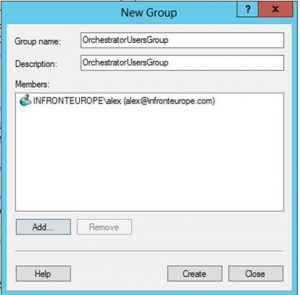 New Group
?
Group name: OrchestratorUsersGroup
Description: OrchestratorUsersGroup
Members:
INFRONTEUROPE\alex (alex@infronteurope.com)
Add... Remove
Help Create Close